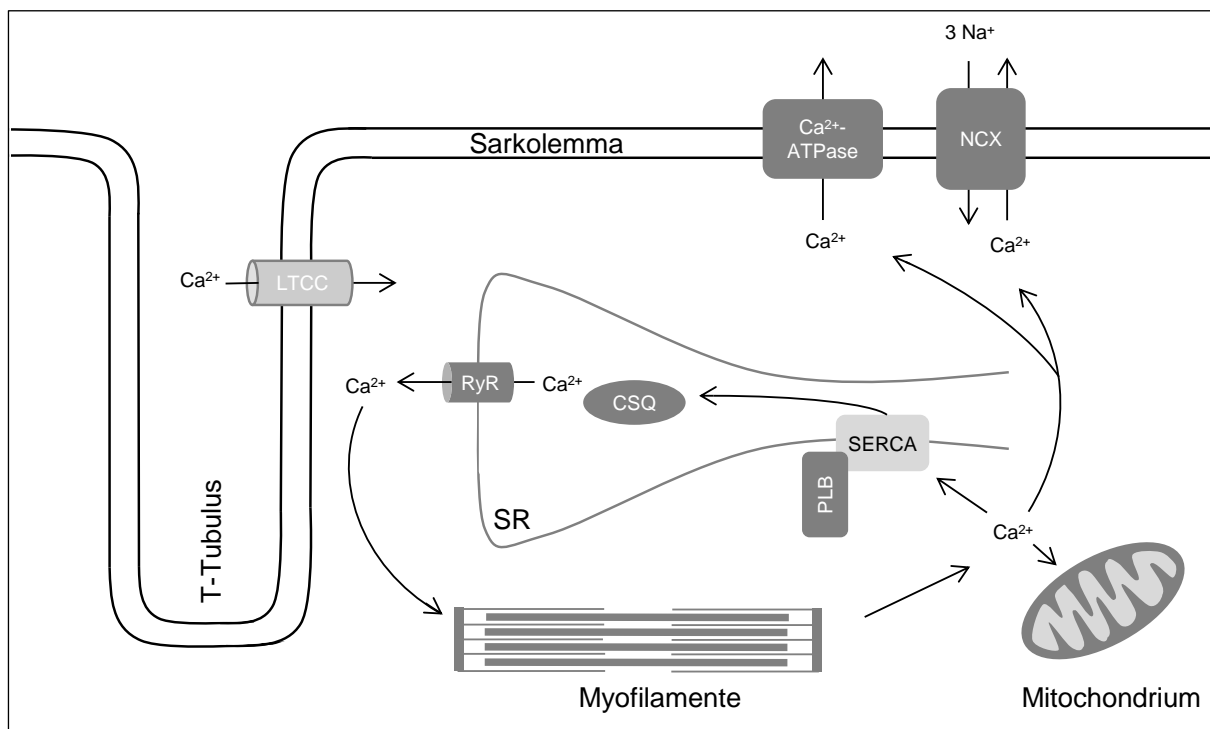 3 Na⁺
Ca²⁺-
ATPase
NCX
Sarkolemma
Ca²⁺
Ca²⁺
Ca²⁺
LTCC
Ca²⁺
RyR
Ca²⁺
CSQ
SERCA
PLB
SR
T-Tubulus
Ca²⁺
Myofilamente
Mitochondrium